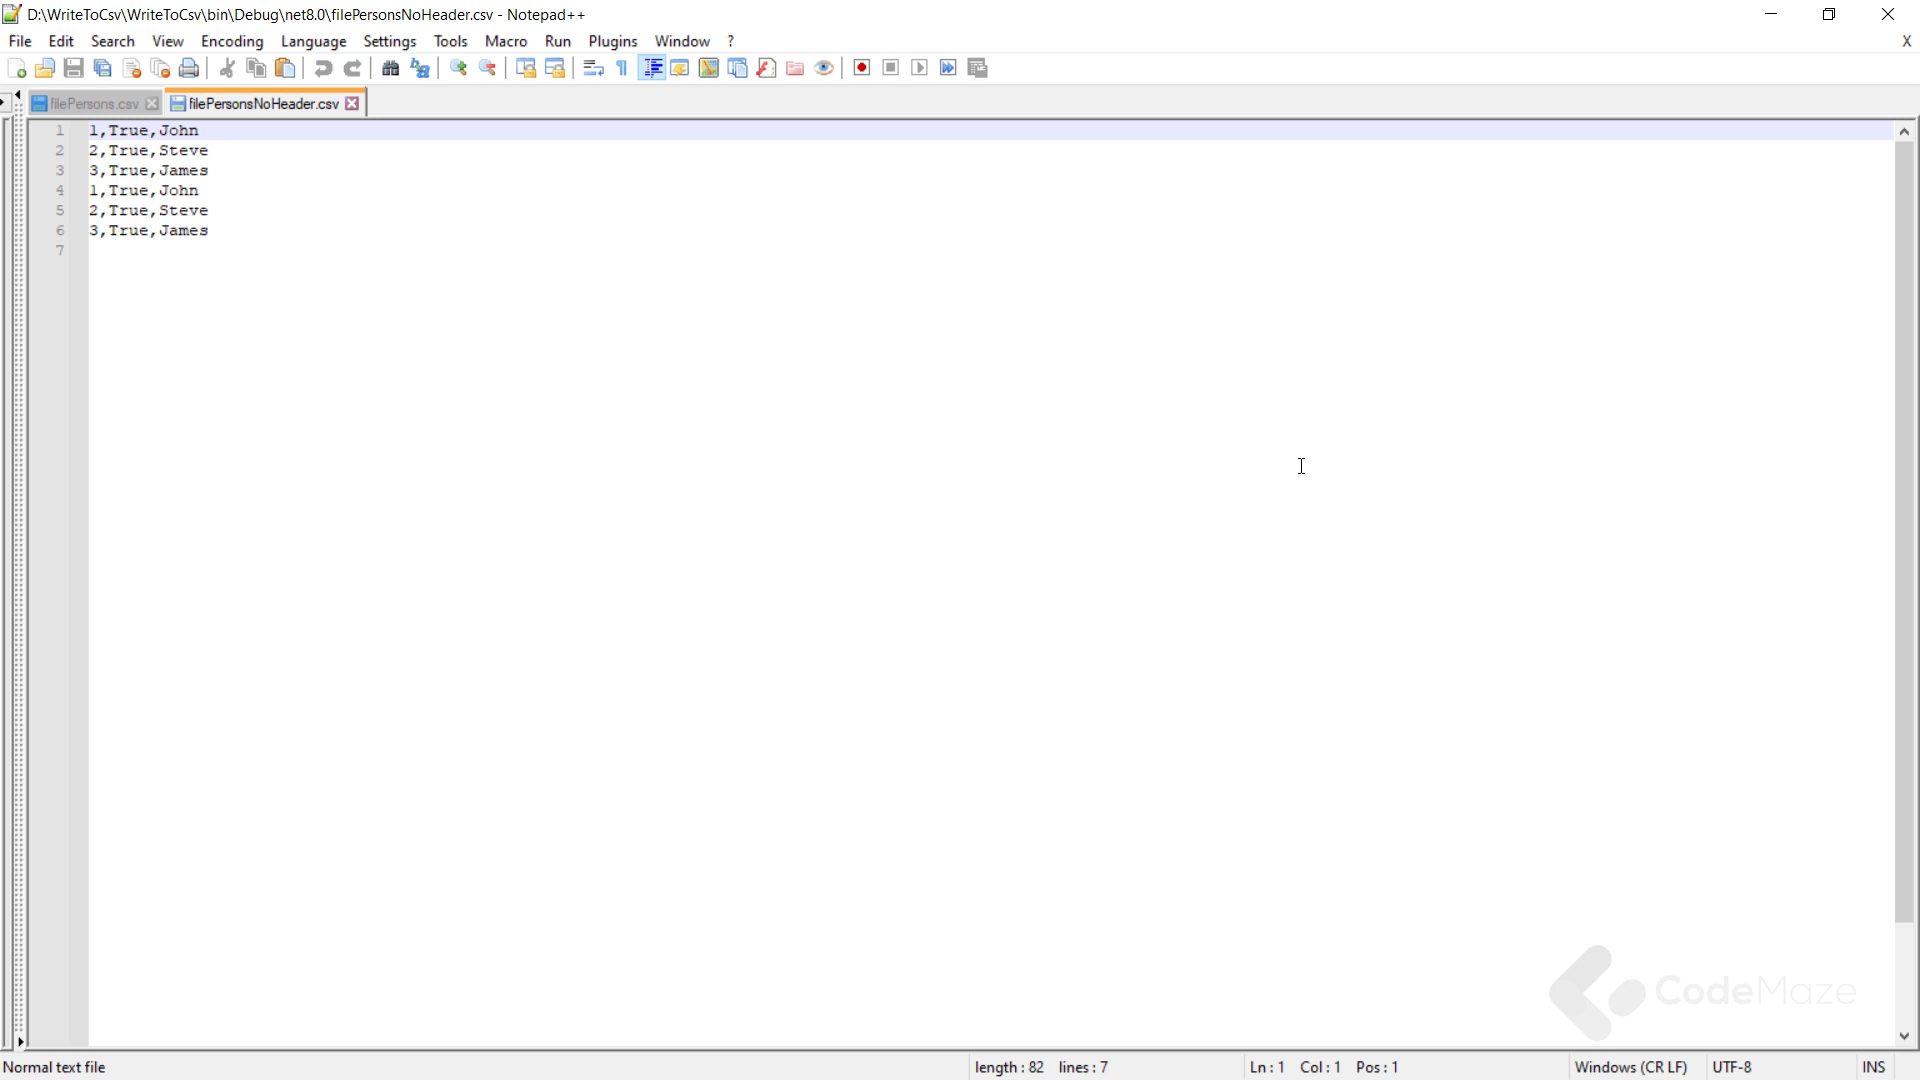 D:\WriteToCsv\WriteToCsv\bin\Debug\net8.0\filePersonsNoHeader.csv - Notepad++
File Edit Search View Encoding Language Settings Tools Macro Run Plugins Window ? X
filePersons.csv filePersonsNoHeader.csv
1 1,True,John
2 2,True,Steve
3 3,True,James
4 1,True,John
5 2,True,Steve
6 3,True,James
7
CodeMaze
Normal text file length : 82 lines : 7 Ln : 1 Col : 1 Pos : 1 Windows (CR LF) UTF-8 INS